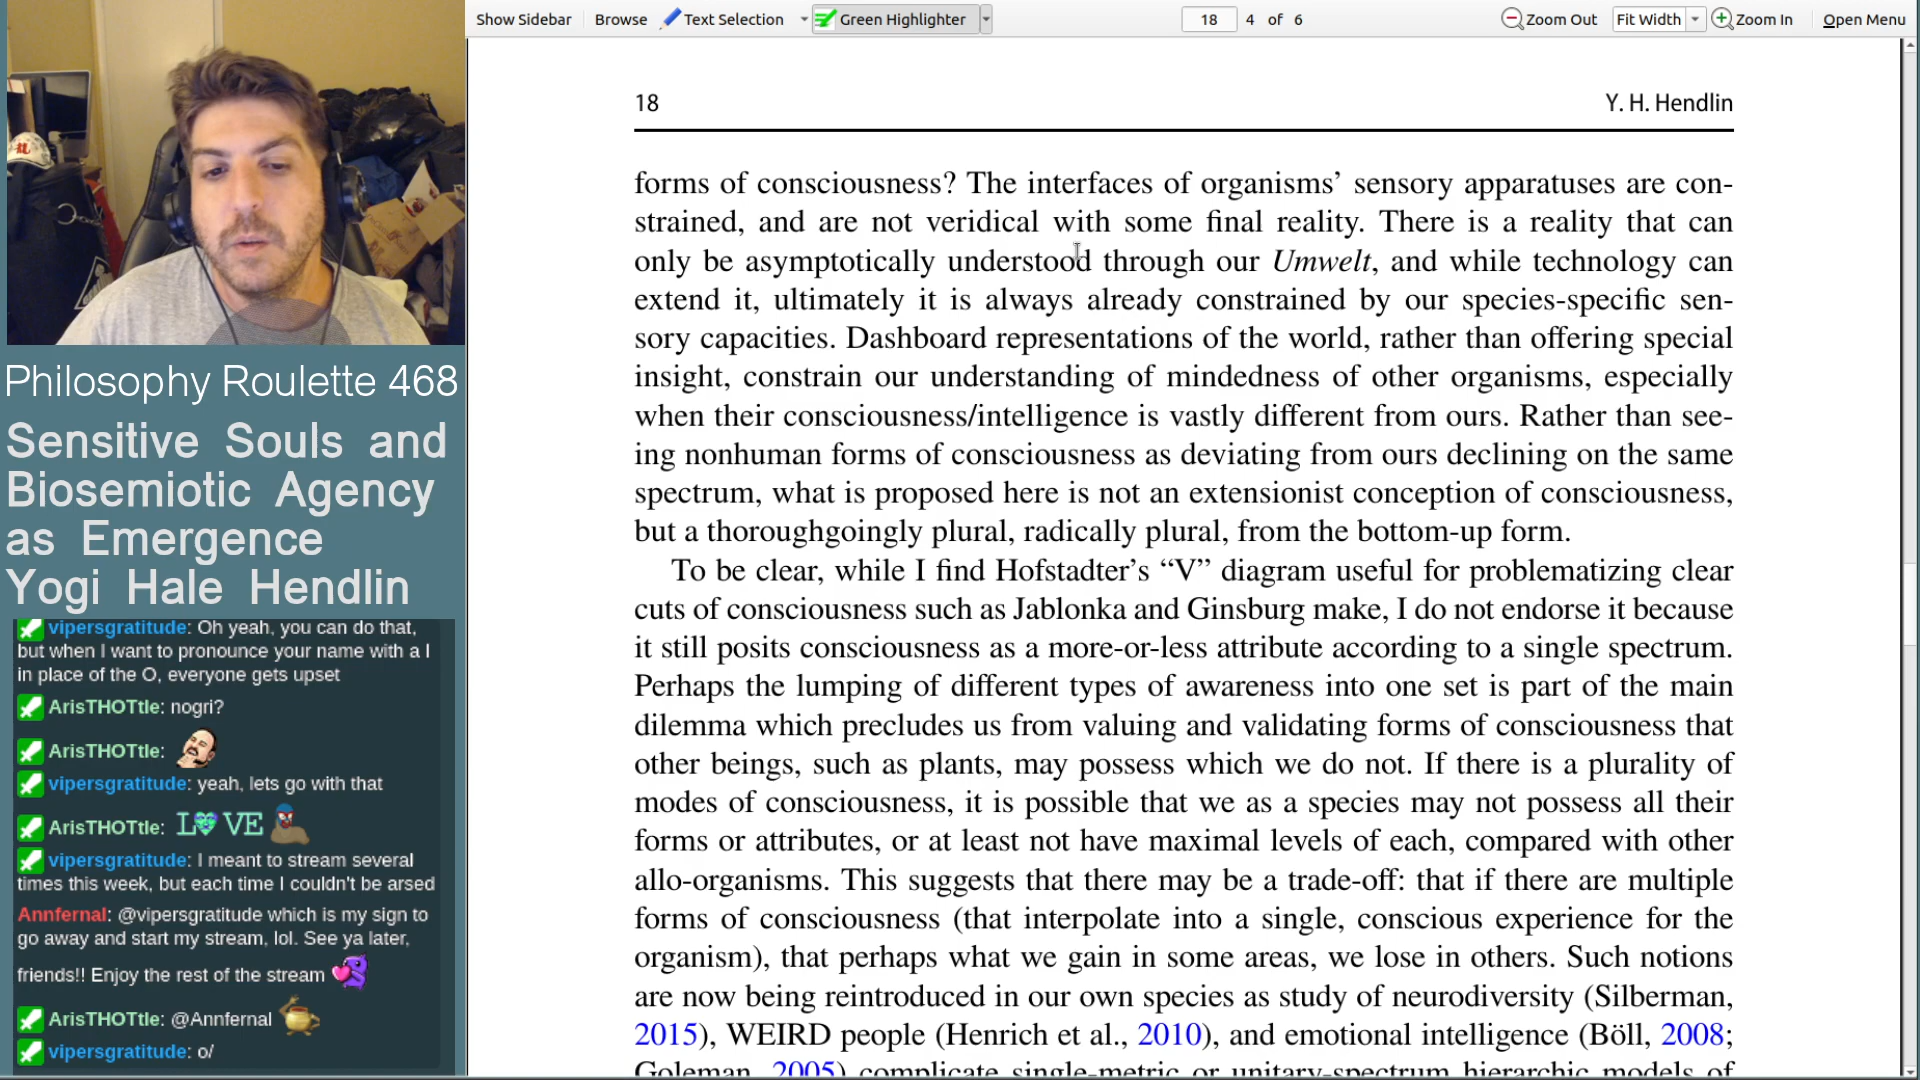 Show Sidebar Browse Text Selection Green Highlighter 18 4 of 6 Zoom Out Fit Width Zoom In Open Menu
18 Y. H. Hendlin
forms of consciousness? The interfaces of organisms’ sensory apparatuses are con-
strained, and are not veridical with some final reality. There is a reality that can
only be asymptotically understood through our Umwelt, and while technology can
extend it, ultimately it is always already constrained by our species-specific sen-
sory capacities. Dashboard representations of the world, rather than offering special
insight, constrain our understanding of mindedness of other organisms, especially
when their consciousness/intelligence is vastly different from ours. Rather than see-
ing nonhuman forms of consciousness as deviating from ours declining on the same
spectrum, what is proposed here is not an extensionist conception of consciousness,
but a thoroughgoingly plural, radically plural, from the bottom-up form.
To be clear, while I find Hofstadter’s “V” diagram useful for problematizing clear
cuts of consciousness such as Jablonka and Ginsburg make, I do not endorse it because
it still posits consciousness as a more-or-less attribute according to a single spectrum.
Perhaps the lumping of different types of awareness into one set is part of the main
dilemma which precludes us from valuing and validating forms of consciousness that
other beings, such as plants, may possess which we do not. If there is a plurality of
modes of consciousness, it is possible that we as a species may not possess all their
forms or attributes, or at least not have maximal levels of each, compared with other
allo-organisms. This suggests that there may be a trade-off: that if there are multiple
forms of consciousness (that interpolate into a single, conscious experience for the
organism), that perhaps what we gain in some areas, we lose in others. Such notions
are now being reintroduced in our own species as study of neurodiversity (Silberman,
2015), WEIRD people (Henrich et al., 2010), and emotional intelligence (Böll, 2008;
Goleman, 2005) complicate single-metric or unitary-spectrum hierarchic models of
Philosophy Roulette 468
Sensitive Souls and
Biosemiotic Agency
as Emergence
Yogi Hale Hendlin
vipersgratitude: Oh yeah, you can do that,
but when I want to pronounce your name with a I
in place of the O, everyone gets upset
ArisTHOTtle: nogri?
ArisTHOTtle:
vipersgratitude: yeah, lets go with that
ArisTHOTtle: LOVE
vipersgratitude: I meant to stream several
times this week, but each time I couldn't be arsed
Annfernal: @vipersgratitude which is my sign to
go away and start my stream, lol. See ya later,
friends!! Enjoy the rest of the stream
ArisTHOTtle: @Annfernal
vipersgratitude: o/